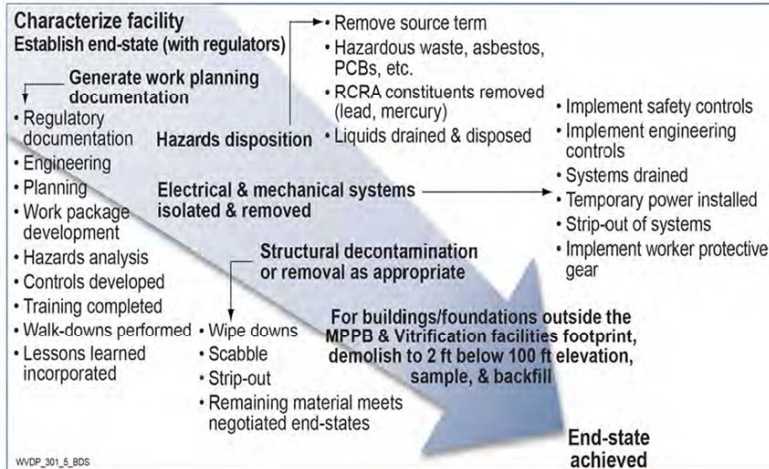 Characterize facility
Establish end-state (with regulators)
Generate work planning
documentation
• Regulatory
documentation
• Engineering
• Planning
• Work package
development
• Hazards analysis
• Controls developed
• Training completed
• Walk-downs performed
• Lessons learned
incorporated
Hazards disposition
• Remove source term
• Hazardous waste, asbestos,
PCBs, etc.
• RCRA constituents removed
(lead, mercury)
• Liquids drained & disposed
Electrical & mechanical systems
isolated & removed
• Implement safety controls
• Implement engineering
controls
• Systems drained
• Temporary power installed
• Strip-out of systems
• Implement worker protective
gear
Structural decontamination
or removal as appropriate
• Wipe downs
• Scabble
• Strip-out
• Remaining material meets
negotiated end-states
For buildings/foundations outside the
MPPB & Vitrification facilities footprint,
demolish to 2 ft below 100 ft elevation,
sample, & backfill
End-state
achieved
WVDP_301_5_BDS